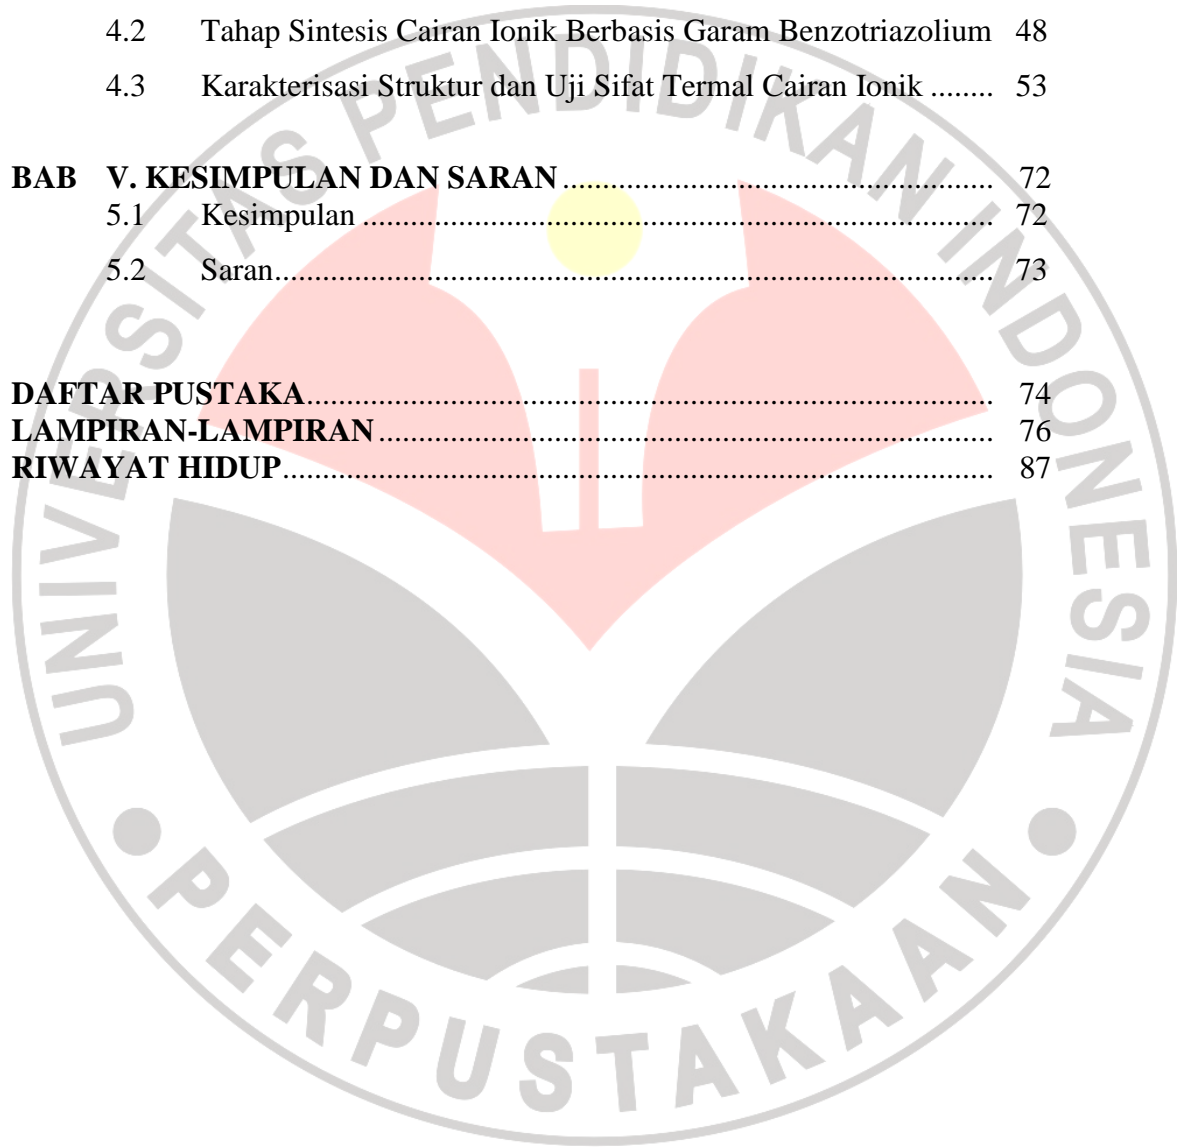 4.2 Tahap Sintesis Cairan Ionik Berbasis Garam Benzotriazolium 48
4.3 Karakterisasi Struktur dan Uji Sifat Termal Cairan Ionik ........ 53
BAB V. KESIMPULAN DAN SARAN ..................................................... 72
5.1 Kesimpulan .............................................................................. 72
5.2 Saran......................................................................................... 73
DAFTAR PUSTAKA..................................................................................... 74
LAMPIRAN-LAMPIRAN ............................................................................ 76
RIWAYAT HIDUP........................................................................................ 87
UNIVERSITAS PENDIDIKAN INDONESIA
PERPUSTAKAAN